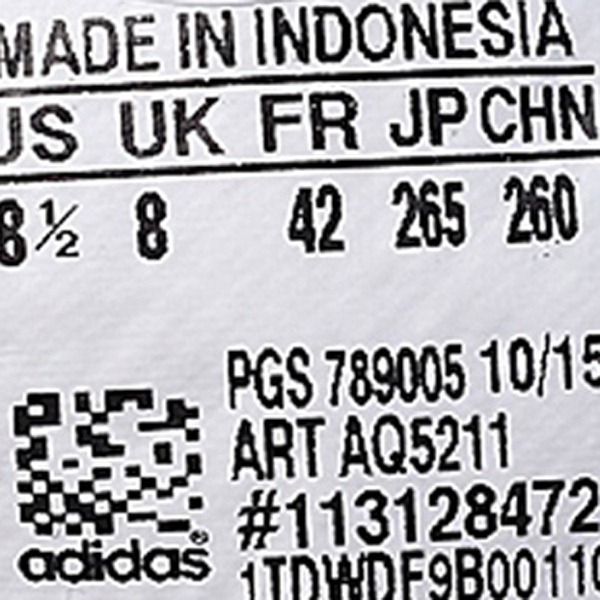 MADE IN INDONESIA
US UK FR JP CHN
8½ 8 42 265 260
PGS 789005 10/15
ART AQ5211
#113128472
adidas®
1TDWDF9B00110